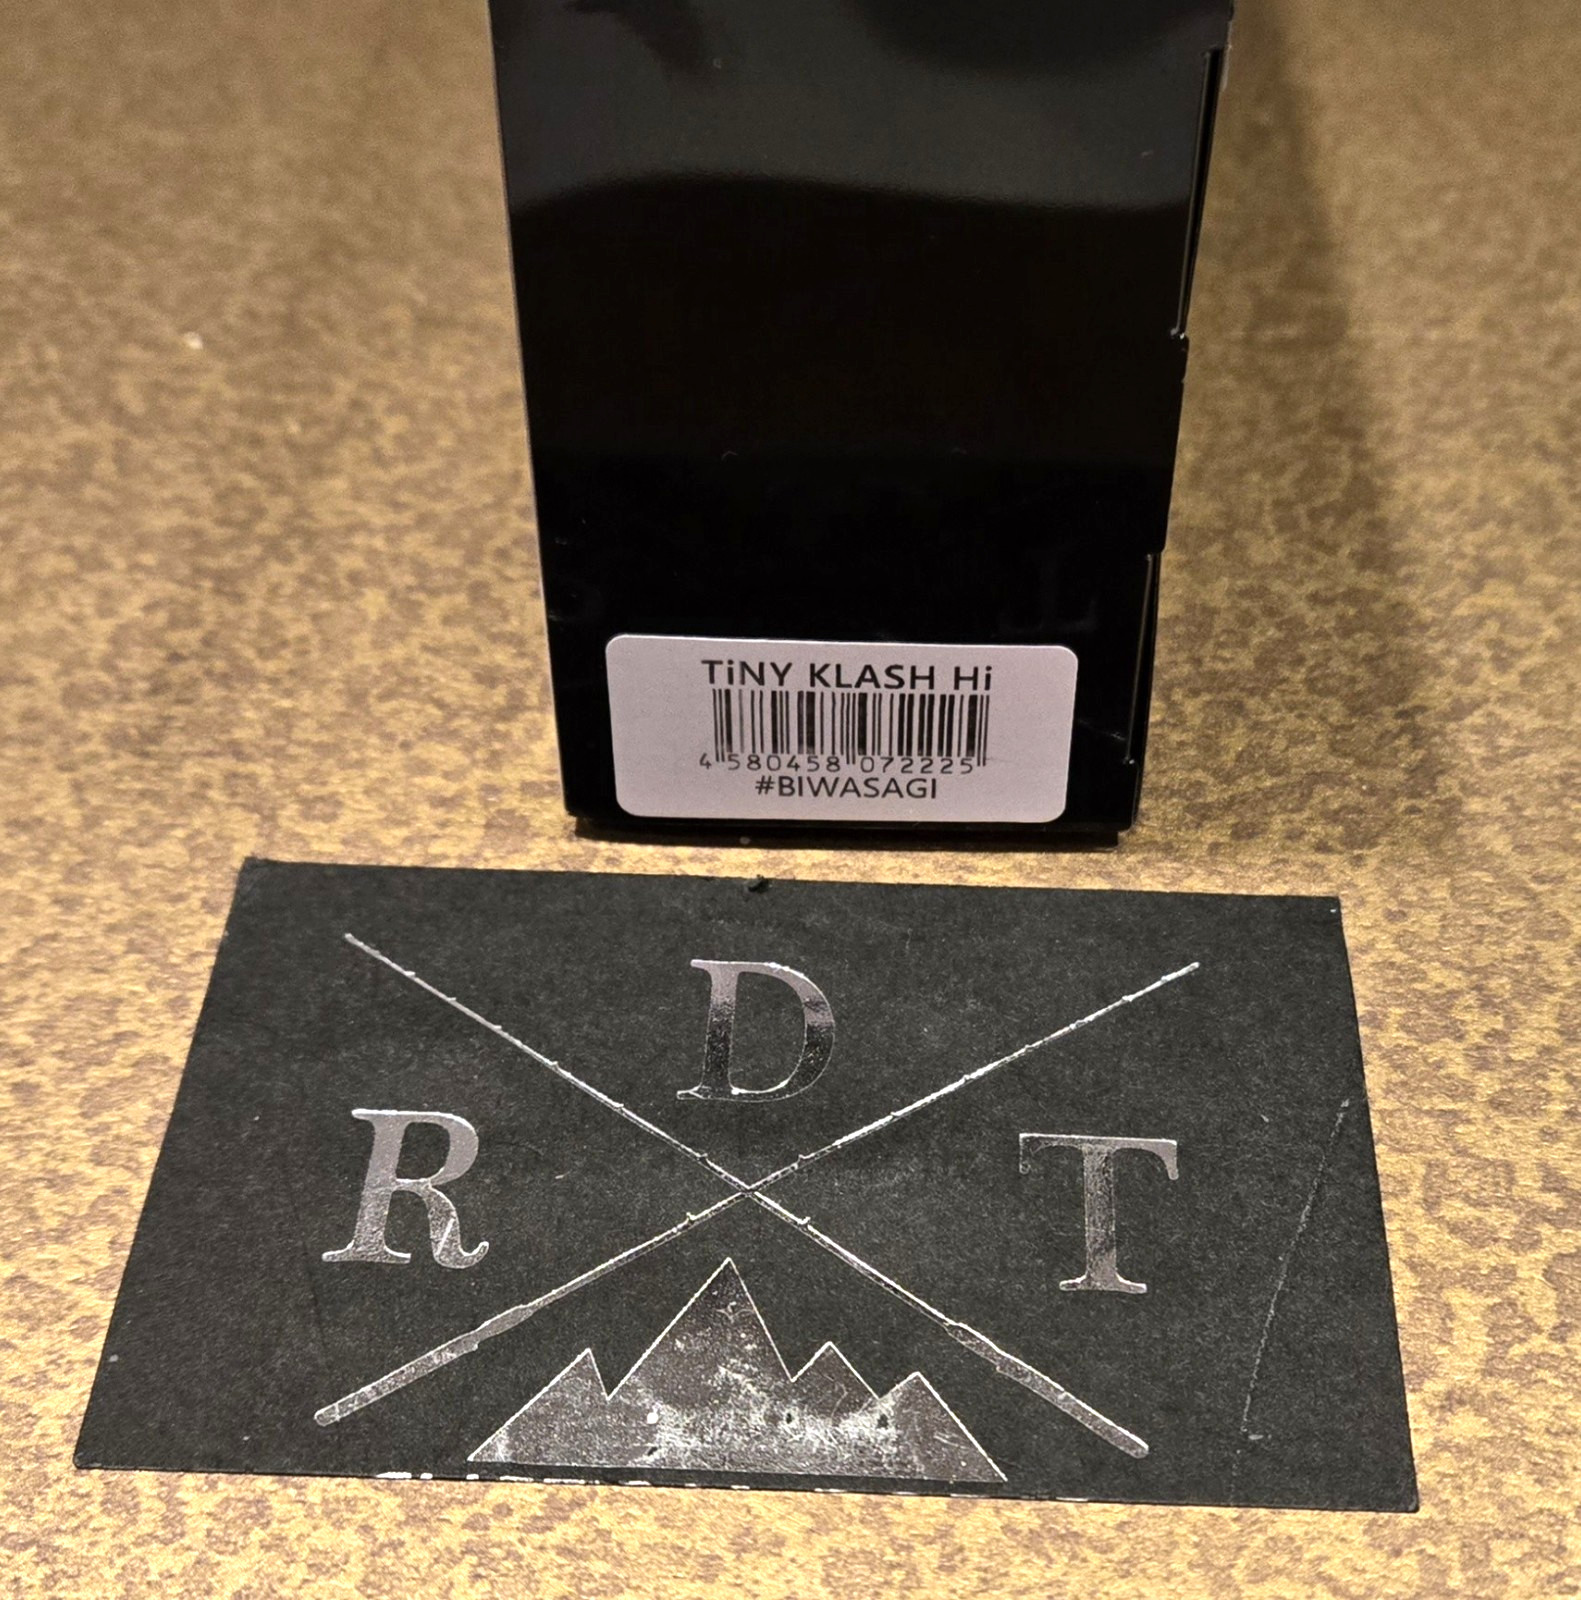 TiNY KLASH Hi
4 580458 072225
#BIWASAGI
D
R T